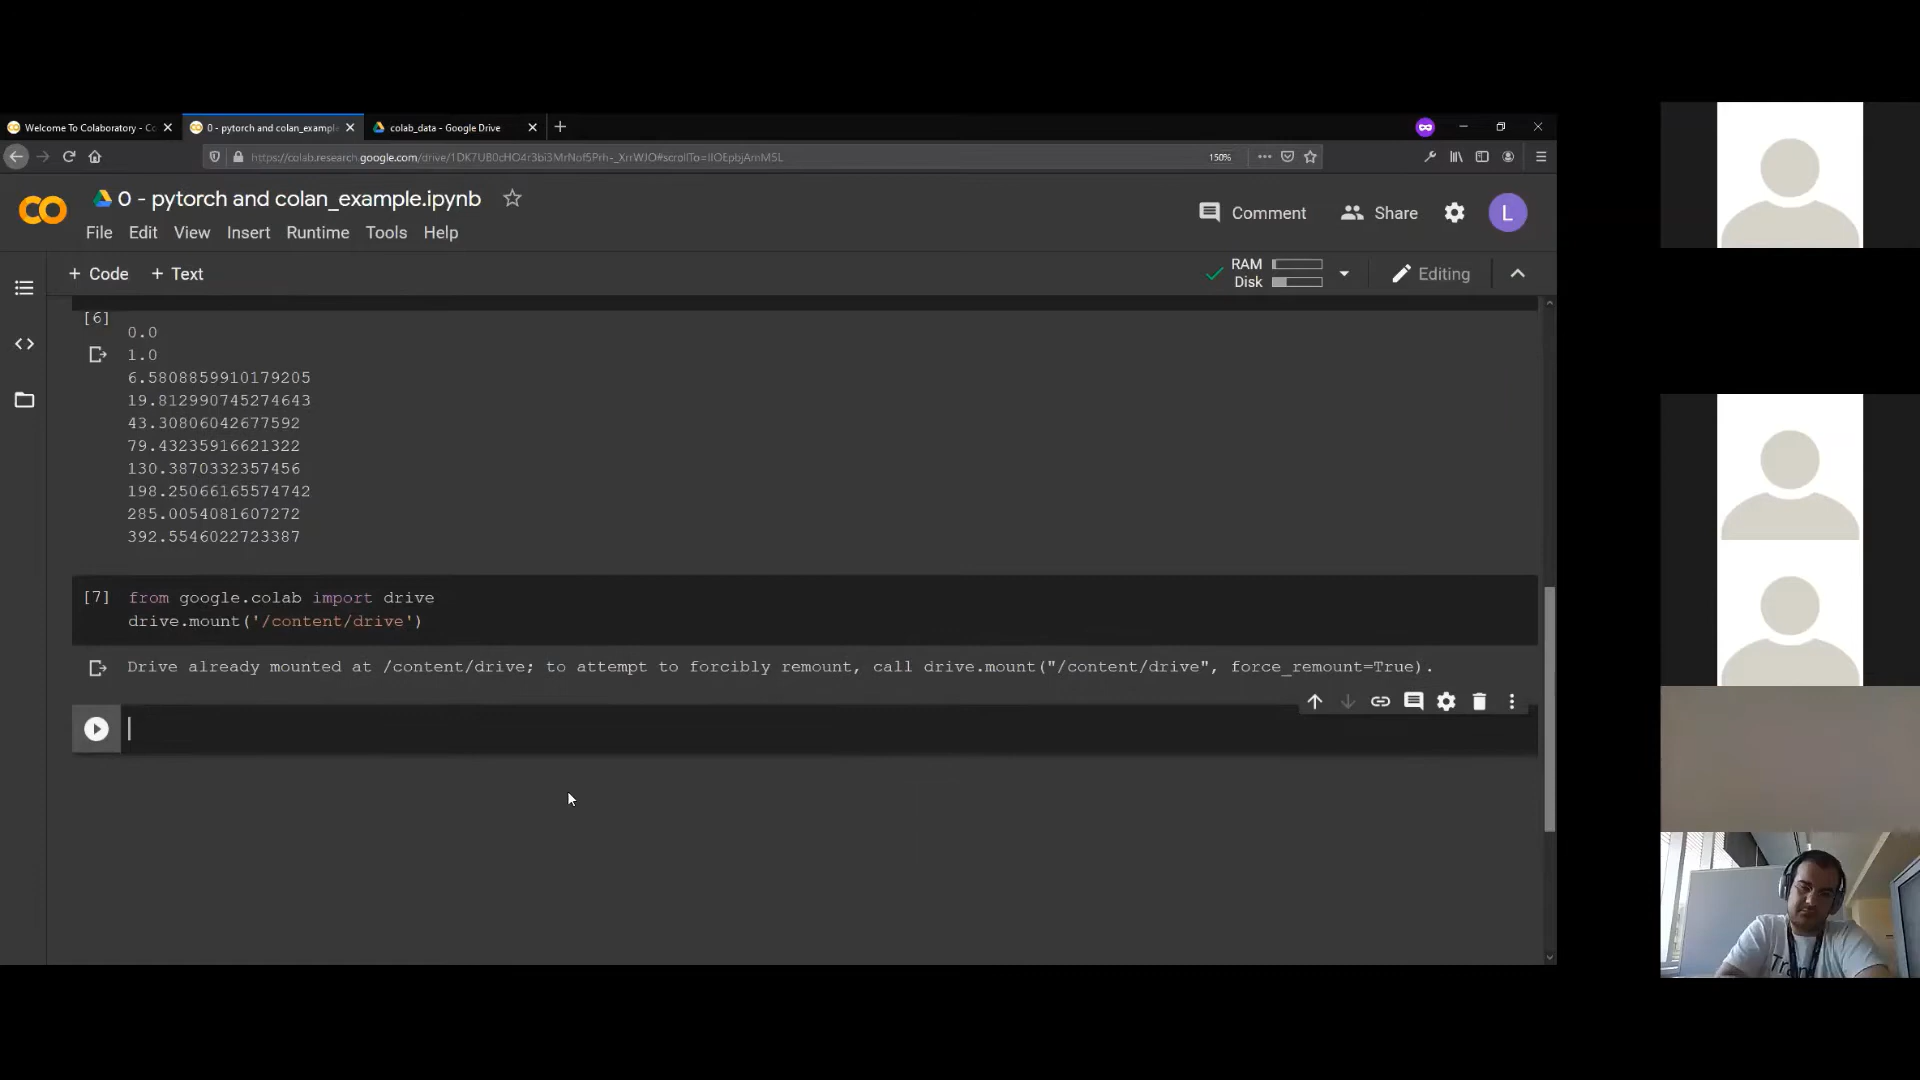 Welcome To Colaboratory - Co
0 - pytorch and colan_example
colab_data - Google Drive
150%
0 - pytorch and colan_example.ipynb
Comment
Share
L
File Edit View Insert Runtime Tools Help
+ Code + Text
RAM
Disk
Editing
[6]
0.0
1.0
6.5808859910179205
19.812990745274643
43.30806042677592
79.43235916621322
130.3870332357456
198.25066165574742
285.0054081607272
392.5546022723387
[7] from google.colab import drive
drive.mount('/content/drive')
Drive already mounted at /content/drive; to attempt to forcibly remount, call drive.mount("/content/drive", force_remount=True).